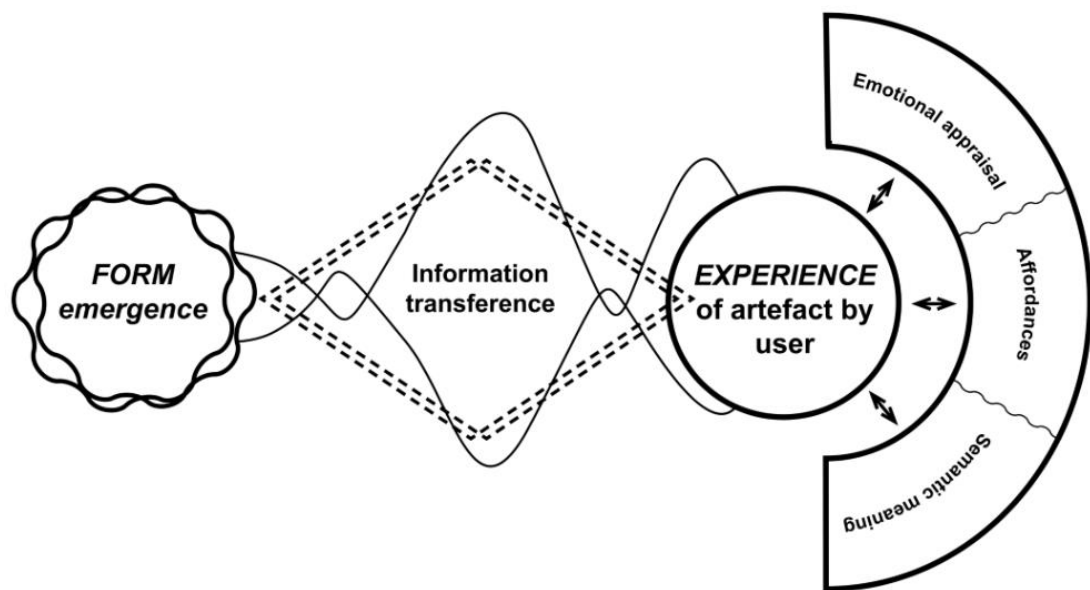 FORM
emergence
Information
transference
EXPERIENCE
of artefact by
user
Emotional appraisal
Affordances
Semantic meaning